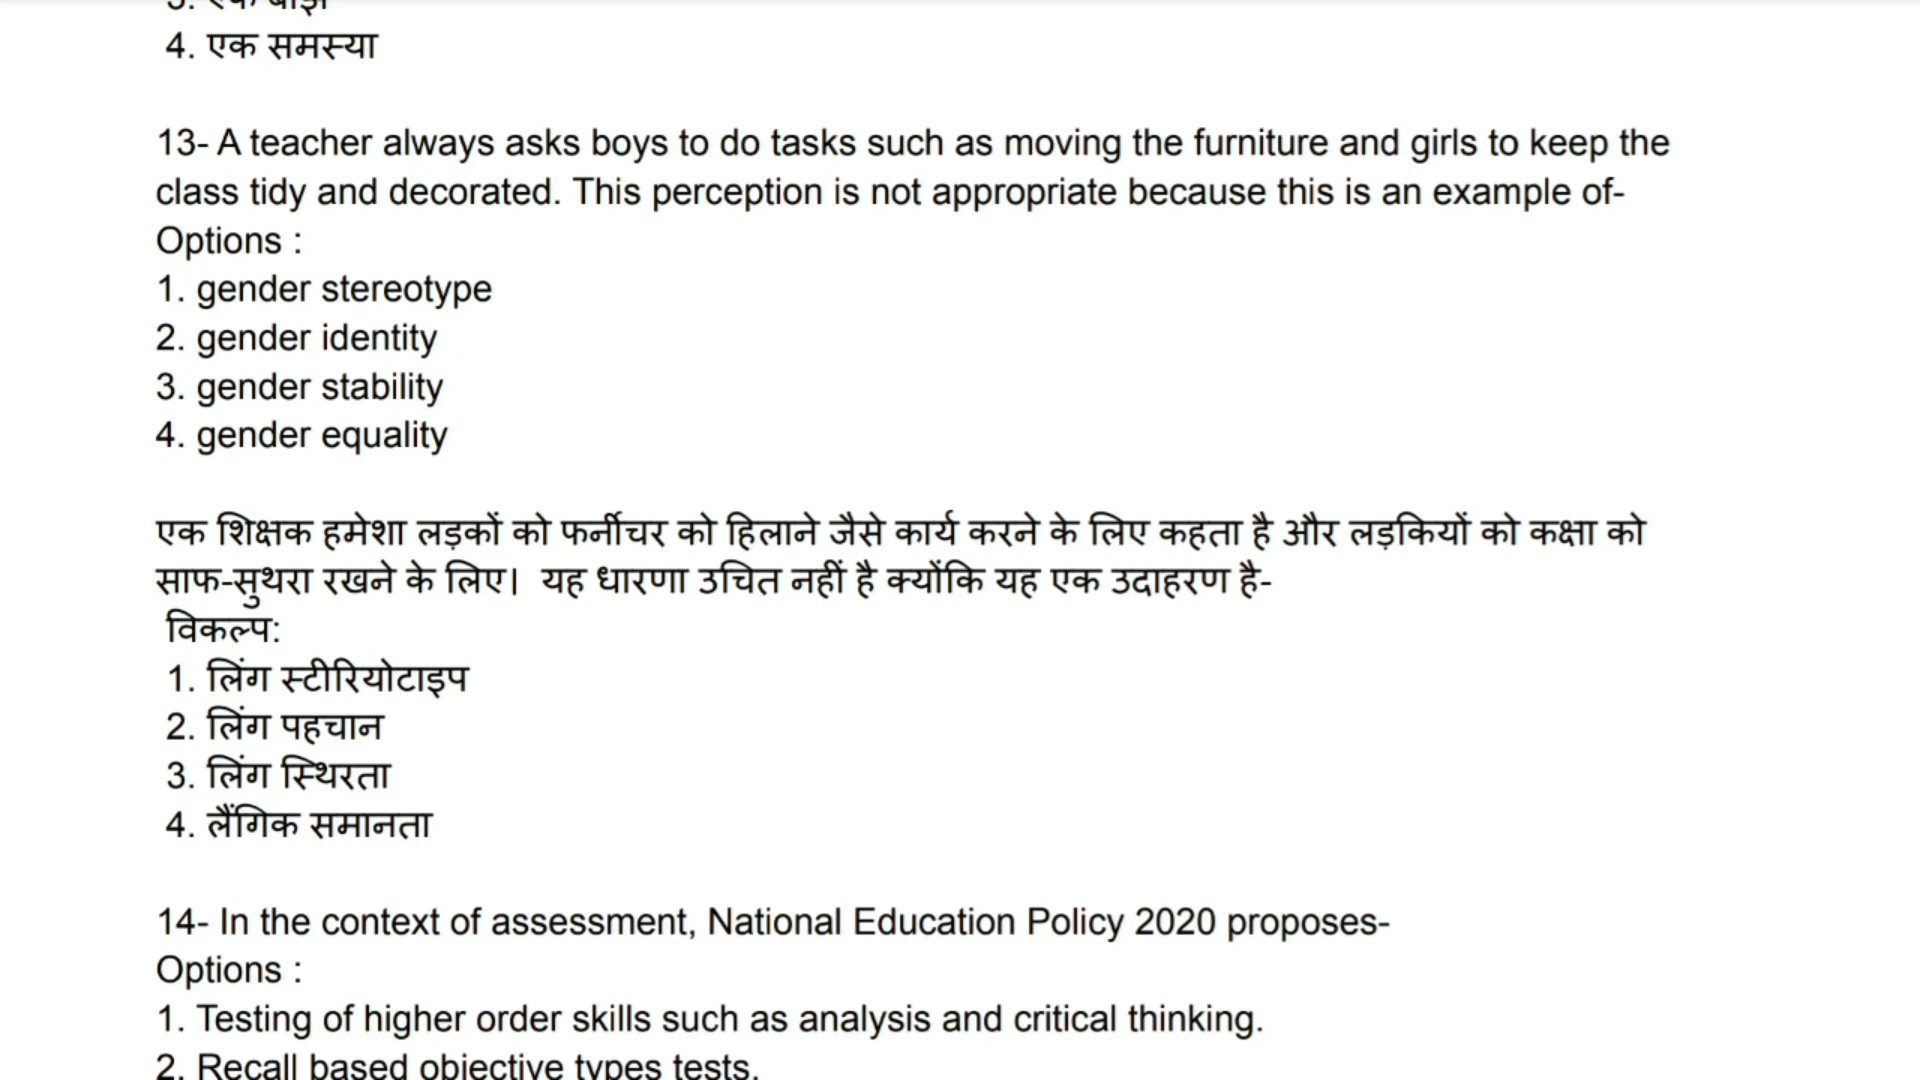 4. एक समस्या
13- A teacher always asks boys to do tasks such as moving the furniture and girls to keep the
class tidy and decorated. This perception is not appropriate because this is an example of-
Options :
1. gender stereotype
2. gender identity
3. gender stability
4. gender equality
एक शिक्षक हमेशा लड़कों को फर्नीचर को हिलाने जैसे कार्य करने के लिए कहता है और लड़कियों को कक्षा को
साफ-सुथरा रखने के लिए। यह धारणा उचित नहीं है क्योंकि यह एक उदाहरण है-
विकल्प:
1. लिंग स्टीरियोटाइप
2. लिंग पहचान
3. लिंग स्थिरता
4. लैंगिक समानता
14- In the context of assessment, National Education Policy 2020 proposes-
Options :
1. Testing of higher order skills such as analysis and critical thinking.
2. Recall based objective types tests.